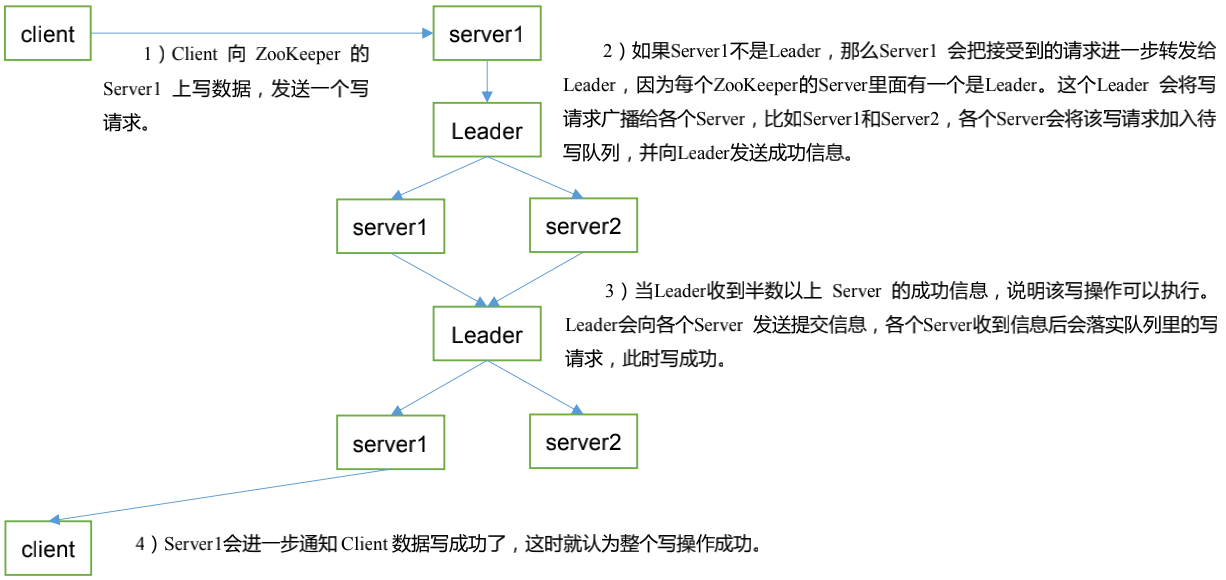 client
server1
1）Client 向 ZooKeeper 的
Server1 上写数据，发送一个写
请求。
2）如果Server1不是Leader，那么Server1 会把接受到的请求进一步转发给
Leader，因为每个ZooKeeper的Server里面有一个是Leader。这个Leader 会将写
请求广播给各个Server，比如Server1和Server2，各个Server会将该写请求加入待
写队列，并向Leader发送成功信息。
Leader
server1
server2
3）当Leader收到半数以上 Server 的成功信息，说明该写操作可以执行。
Leader会向各个Server 发送提交信息，各个Server收到信息后会落实队列里的写
请求，此时写成功。
Leader
server1
server2
client
4）Server1会进一步通知 Client 数据写成功了，这时就认为整个写操作成功。